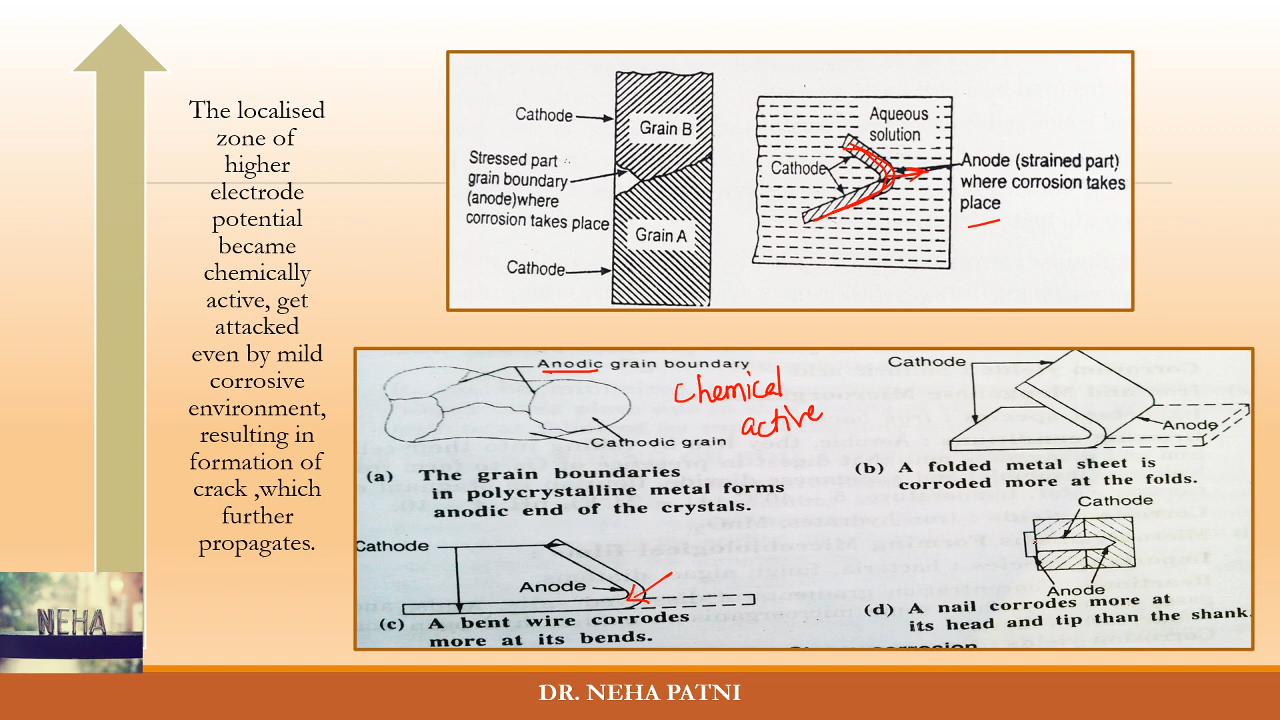 The localised
zone of
higher
electrode
potential
became
chemically
active, get
attacked
even by mild
corrosive
environment,
resulting in
formation of
crack ,which
further
propagates.
NEHA
Cathode
Grain B
Stressed part
grain boundary
(anode)where
corrosion takes place
Grain A
Cathode
Aqueous
solution
Cathode
Anode (strained part)
where corrosion takes
place
Anodic grain boundary
Chemical
active
Cathodic grain
(a) The grain boundaries
in polycrystalline metal forms
anodic end of the crystals.
Cathode
Anode
(b) A folded metal sheet is
corroded more at the folds.
Cathode
Anode
(c) A bent wire corrodes
more at its bends.
Cathode
Anode
(d) A nail corrodes more at
its head and tip than the shank.
DR. NEHA PATNI